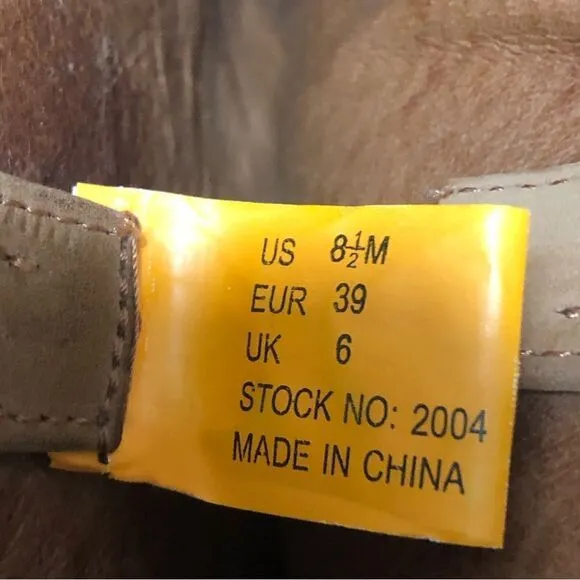 US 8½M
EUR 39
UK 6
STOCK NO: 2004
MADE IN CHINA